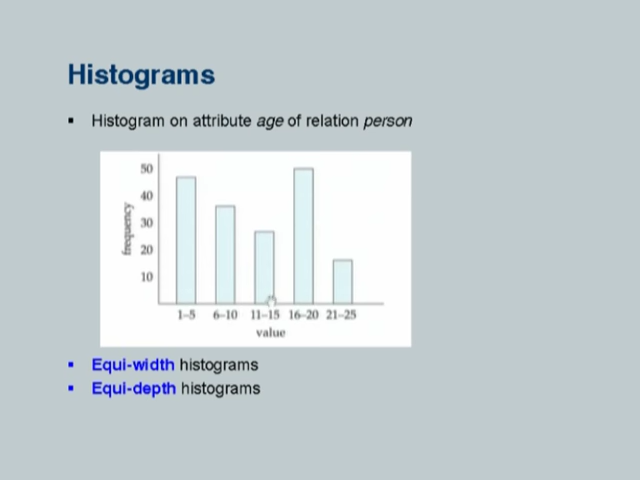 Histograms
▪ Histogram on attribute age of relation person
50
40
30
20
10
frequency
1–5 6–10 11–15 16–20 21–25
value
▪ Equi-width histograms
▪ Equi-depth histograms